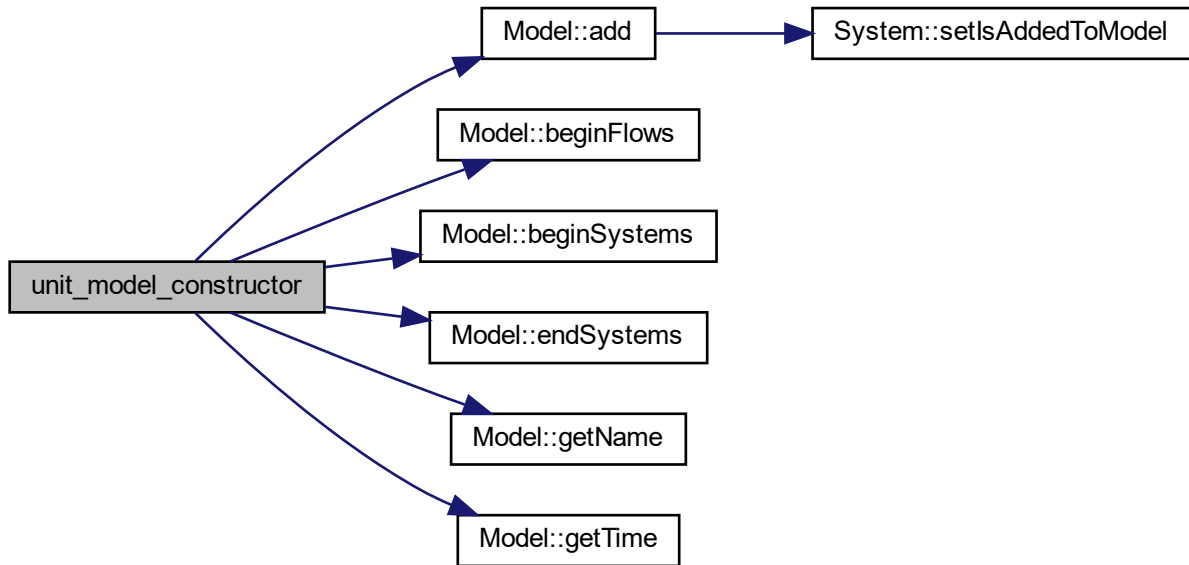 Model::add
System::setIsAddedToModel
Model::beginFlows
Model::beginSystems
unit_model_constructor
Model::endSystems
Model::getName
Model::getTime